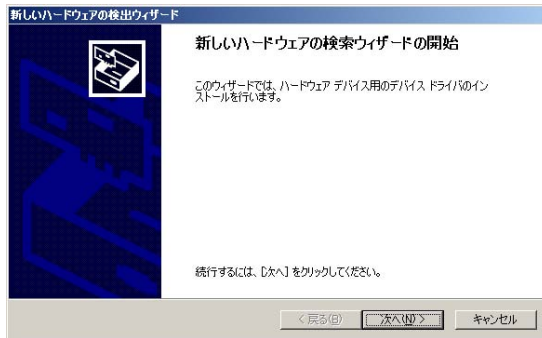 新しいハードウェアの検出ウィザード
新しいハードウェアの検索ウィザードの開始
このウィザードでは、ハードウェア デバイス用のデバイス ドライバのイン
ストールを行います。
続行するには、[次へ] をクリックしてください。
< 戻る(B)
次へ(N) >
キャンセル